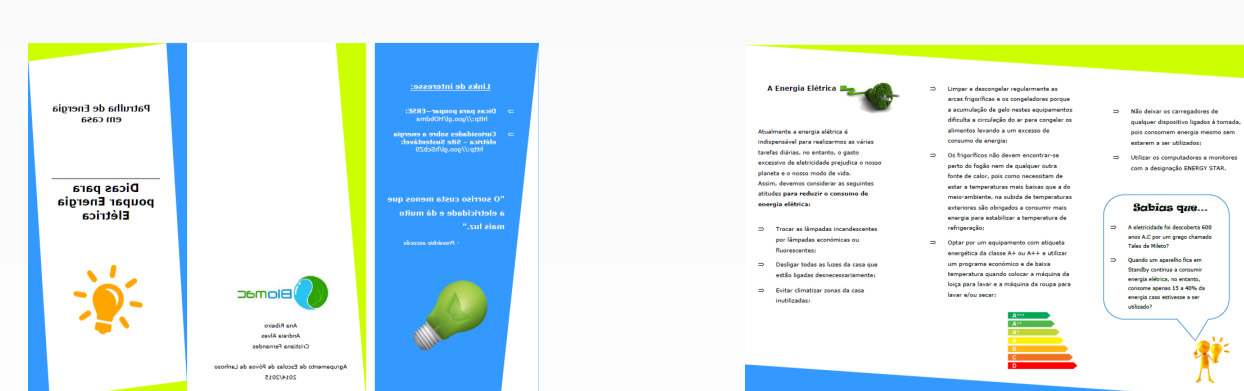 Patrulha de Energia
em casa
Dicas para
poupar Energia
Elétrica
Biomac
Ana Ribeiro
Andreia Alves
Cristiana Fernandes
Agrupamento de Escolas de Póvoa de Lanhoso
2014/2015
Links de interesse:
⇒ Dicas para poupar—ERSE:
⇒ Curiosidades sobre a energia
elétrica – Site Sustentável:
"O sorriso custa menos que
a eletricidade e dá muito
mais luz."
- Provérbio escocês
A Energia Elétrica
Atualmente a energia elétrica é
indispensável para realizarmos as várias
tarefas diárias, no entanto, o gasto
excessivo de eletricidade prejudica o nosso
planeta e o nosso modo de vida.
Assim, devemos considerar as seguintes
atitudes para reduzir o consumo de
energia elétrica:
⇒ Trocar as lâmpadas incandescentes
por lâmpadas económicas ou
fluorescentes;
⇒ Desligar todas as luzes da casa que
estão ligadas desnecessariamente;
⇒ Evitar climatizar zonas da casa
inutilizadas;
⇒ Limpar e descongelar regularmente as
arcas frigoríficas e os congeladores porque
a acumulação de gelo nestes equipamentos
dificulta a circulação do ar para congelar os
alimentos levando a um excesso de
consumo de energia;
⇒ Os frigoríficos não devem encontrar-se
perto do fogão nem de qualquer outra
fonte de calor, pois como necessitam de
estar a temperaturas mais baixas que a do
meio-ambiente, na subida de temperaturas
exteriores são obrigados a consumir mais
energia para estabilizar a temperatura de
refrigeração;
⇒ Optar por um equipamento com etiqueta
energética da classe A+ ou A++ e utilizar
um programa económico e de baixa
temperatura quando colocar a máquina da
loiça para lavar e a máquina da roupa para
lavar e/ou secar;
A+++
A++
A+
A
B
C
D
⇒ Não deixar os carregadores de
qualquer dispositivo ligados à tomada,
pois consomem energia mesmo sem
estarem a ser utilizados;
⇒ Utilizar os computadores e monitores
com a designação ENERGY STAR.
Sabias que...
⇒ A eletricidade foi descoberta 600
anos A.C por um grego chamado
Tales de Mileto?
⇒ Quando um aparelho fica em
Standby continua a consumir
energia elétrica, no entanto,
consome apenas 15 a 40% da
energia caso estivesse a ser
utilizado?